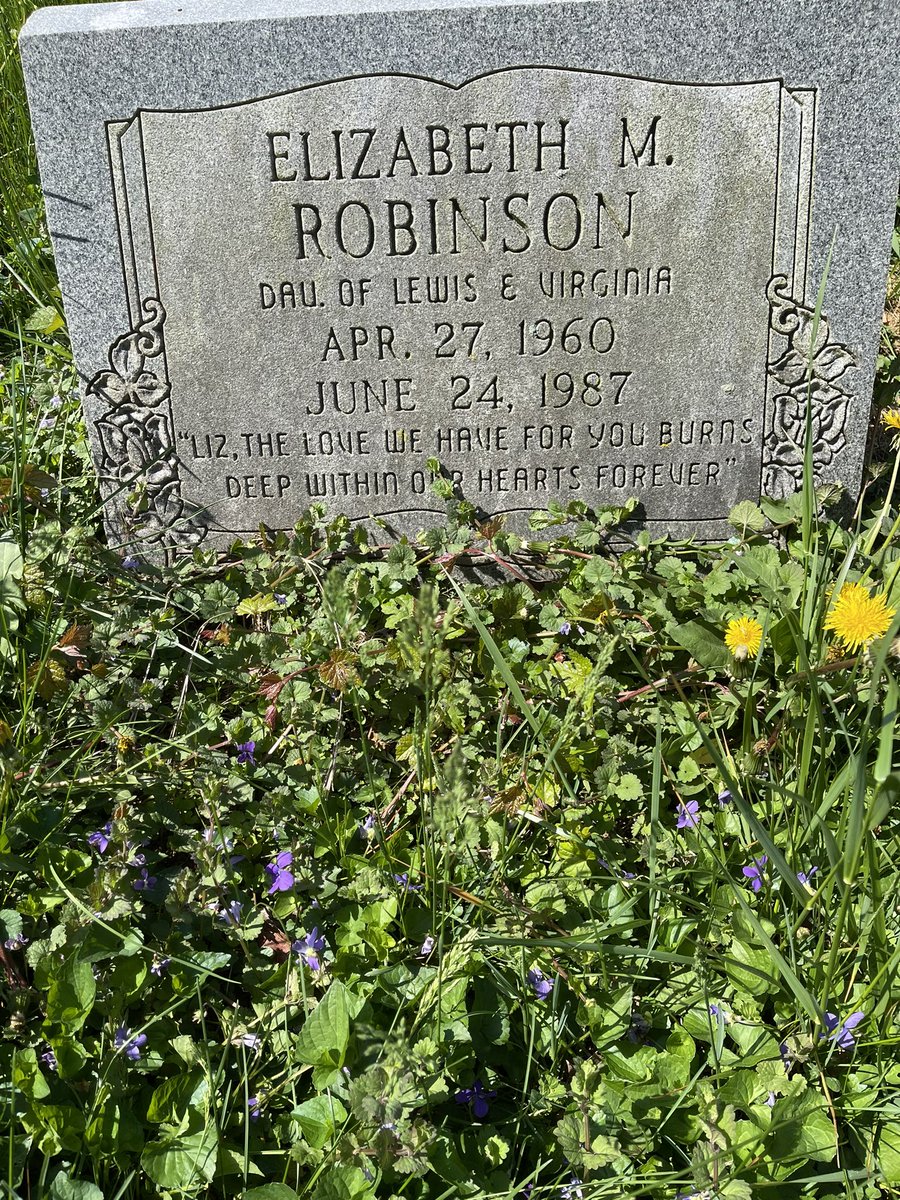 ELIZABETH M.
ROBINSON
DAU. OF LEWIS & VIRGINIA
APR. 27, 1960
JUNE 24, 1987
"LIZ, THE LOVE WE HAVE FOR YOU BURNS
DEEP WITHIN OUR HEARTS FOREVER"